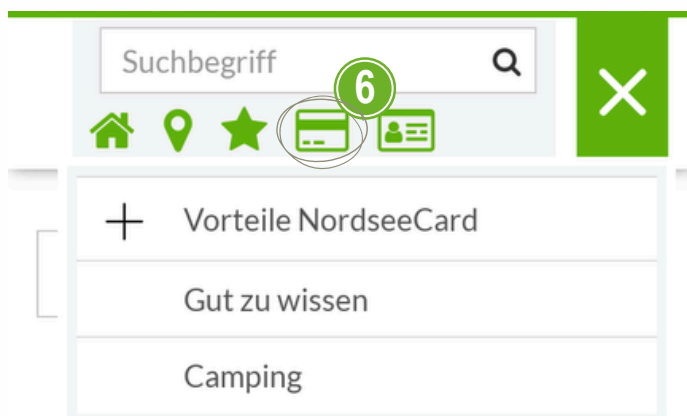 Suchbegriff
6
Vorteile NordseeCard
Gut zu wissen
Camping